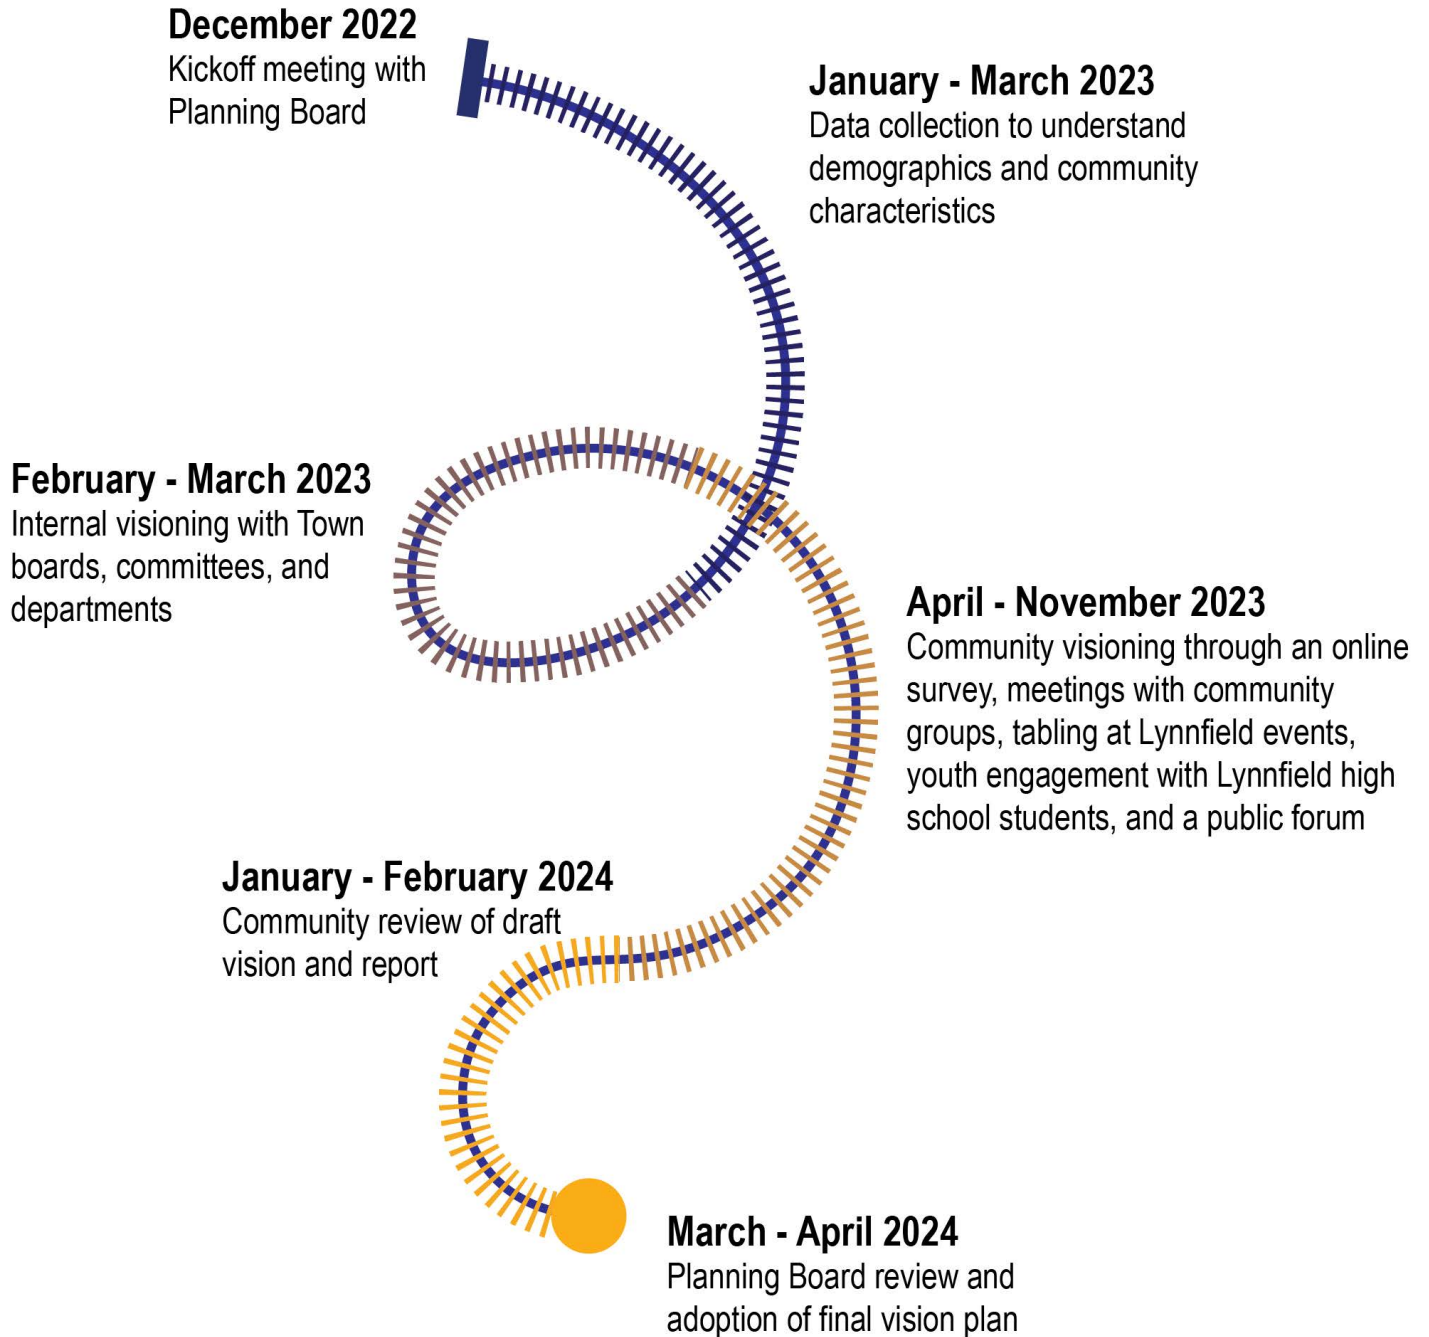 December 2022
Kickoff meeting with
Planning Board
January - March 2023
Data collection to understand
demographics and community
characteristics
February - March 2023
Internal visioning with Town
boards, committees, and
departments
April - November 2023
Community visioning through an online
survey, meetings with community
groups, tabling at Lynnfield events,
youth engagement with Lynnfield high
school students, and a public forum
January - February 2024
Community review of draft
vision and report
March - April 2024
Planning Board review and
adoption of final vision plan